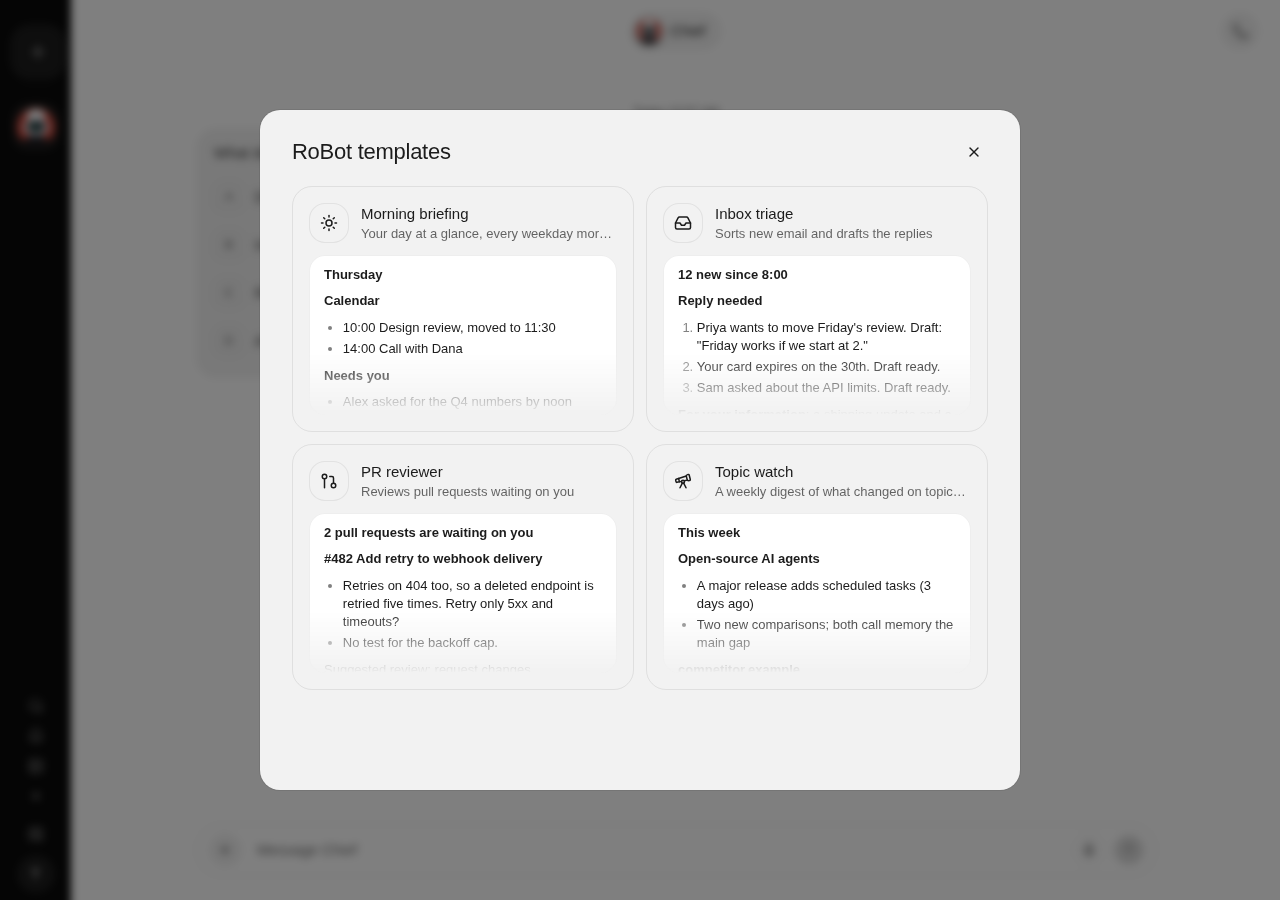 RoBot templates
Morning briefing
Your day at a glance, every weekday mor…
Thursday
Calendar
• 10:00 Design review, moved to 11:30
• 14:00 Call with Dana
Needs you
• Alex asked for the Q4 numbers by noon
Inbox triage
Sorts new email and drafts the replies
12 new since 8:00
Reply needed
1. Priya wants to move Friday's review. Draft:
"Friday works if we start at 2."
2. Your card expires on the 30th. Draft ready.
3. Sam asked about the API limits. Draft ready.
PR reviewer
Reviews pull requests waiting on you
2 pull requests are waiting on you
#482 Add retry to webhook delivery
• Retries on 404 too, so a deleted endpoint is
retried five times. Retry only 5xx and
timeouts?
• No test for the backoff cap.
Suggested review: request changes
Topic watch
A weekly digest of what changed on topic…
This week
Open-source AI agents
• A major release adds scheduled tasks (3
days ago)
• Two new comparisons; both call memory the
main gap
competitor.example
Message Chef